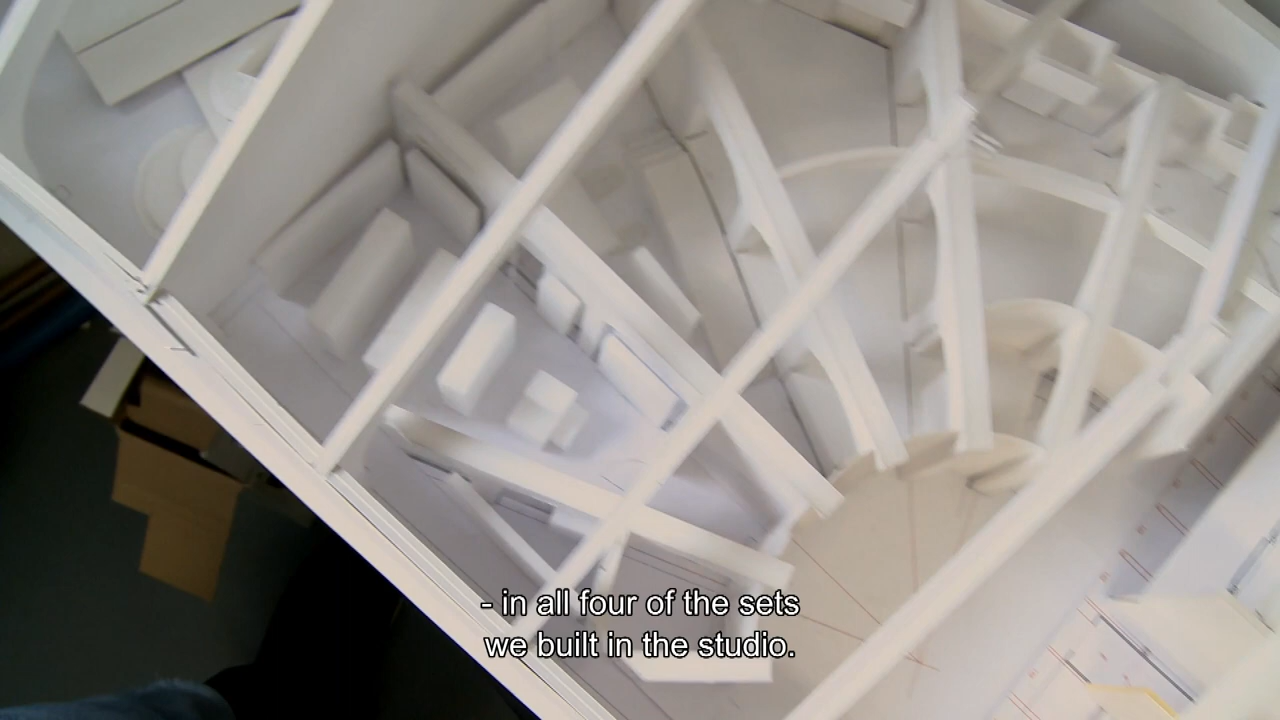 - in all four of the sets
we built in the studio.